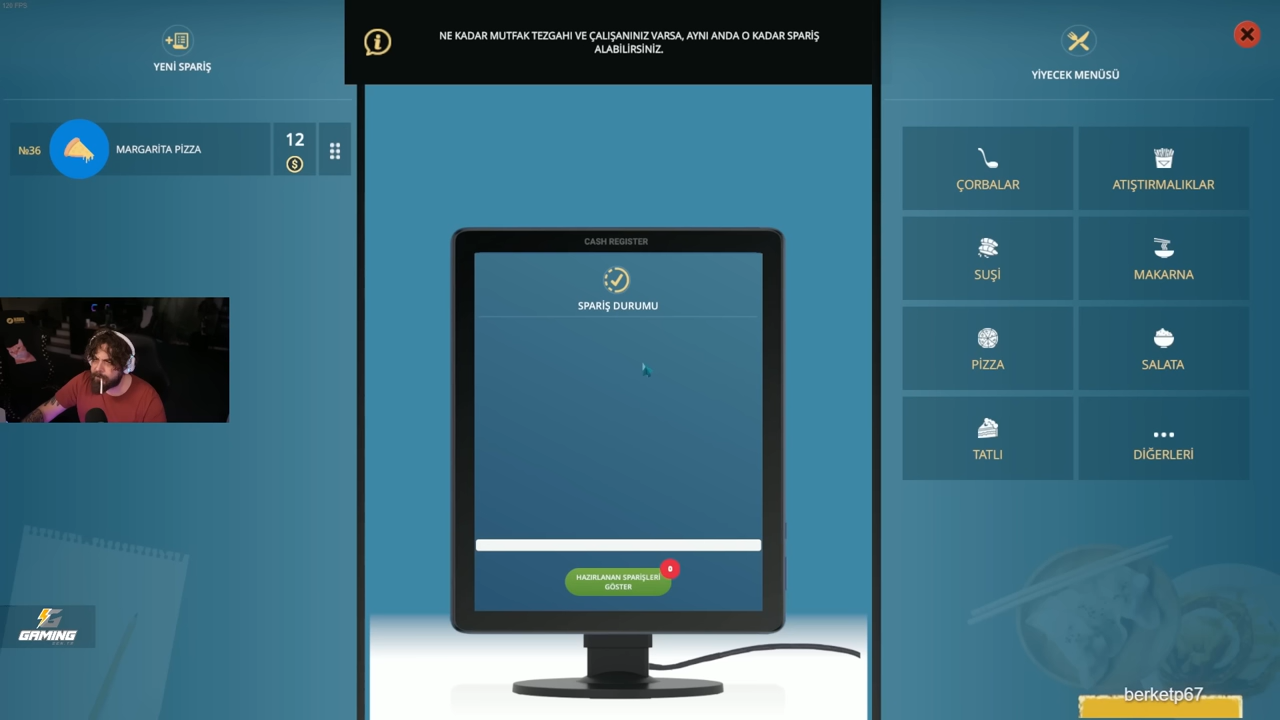 120 FPS
YENİ SPARİŞ
№36
MARGARİTA PİZZA
12
GAMING
NE KADAR MUTFAK TEZGAHI VE ÇALIŞANINIZ VARSA, AYNI ANDA O KADAR SPARİŞ
ALABİLİRSİNİZ.
CASH REGISTER
SPARİŞ DURUMU
HAZIRLANAN SPARİŞLERİ
GÖSTER
0
YİYECEK MENÜSÜ
ÇORBALAR
ATIŞTIRMALIKLAR
SUŞİ
MAKARNA
PİZZA
SALATA
TATLI
DİĞERLERİ
berketp67